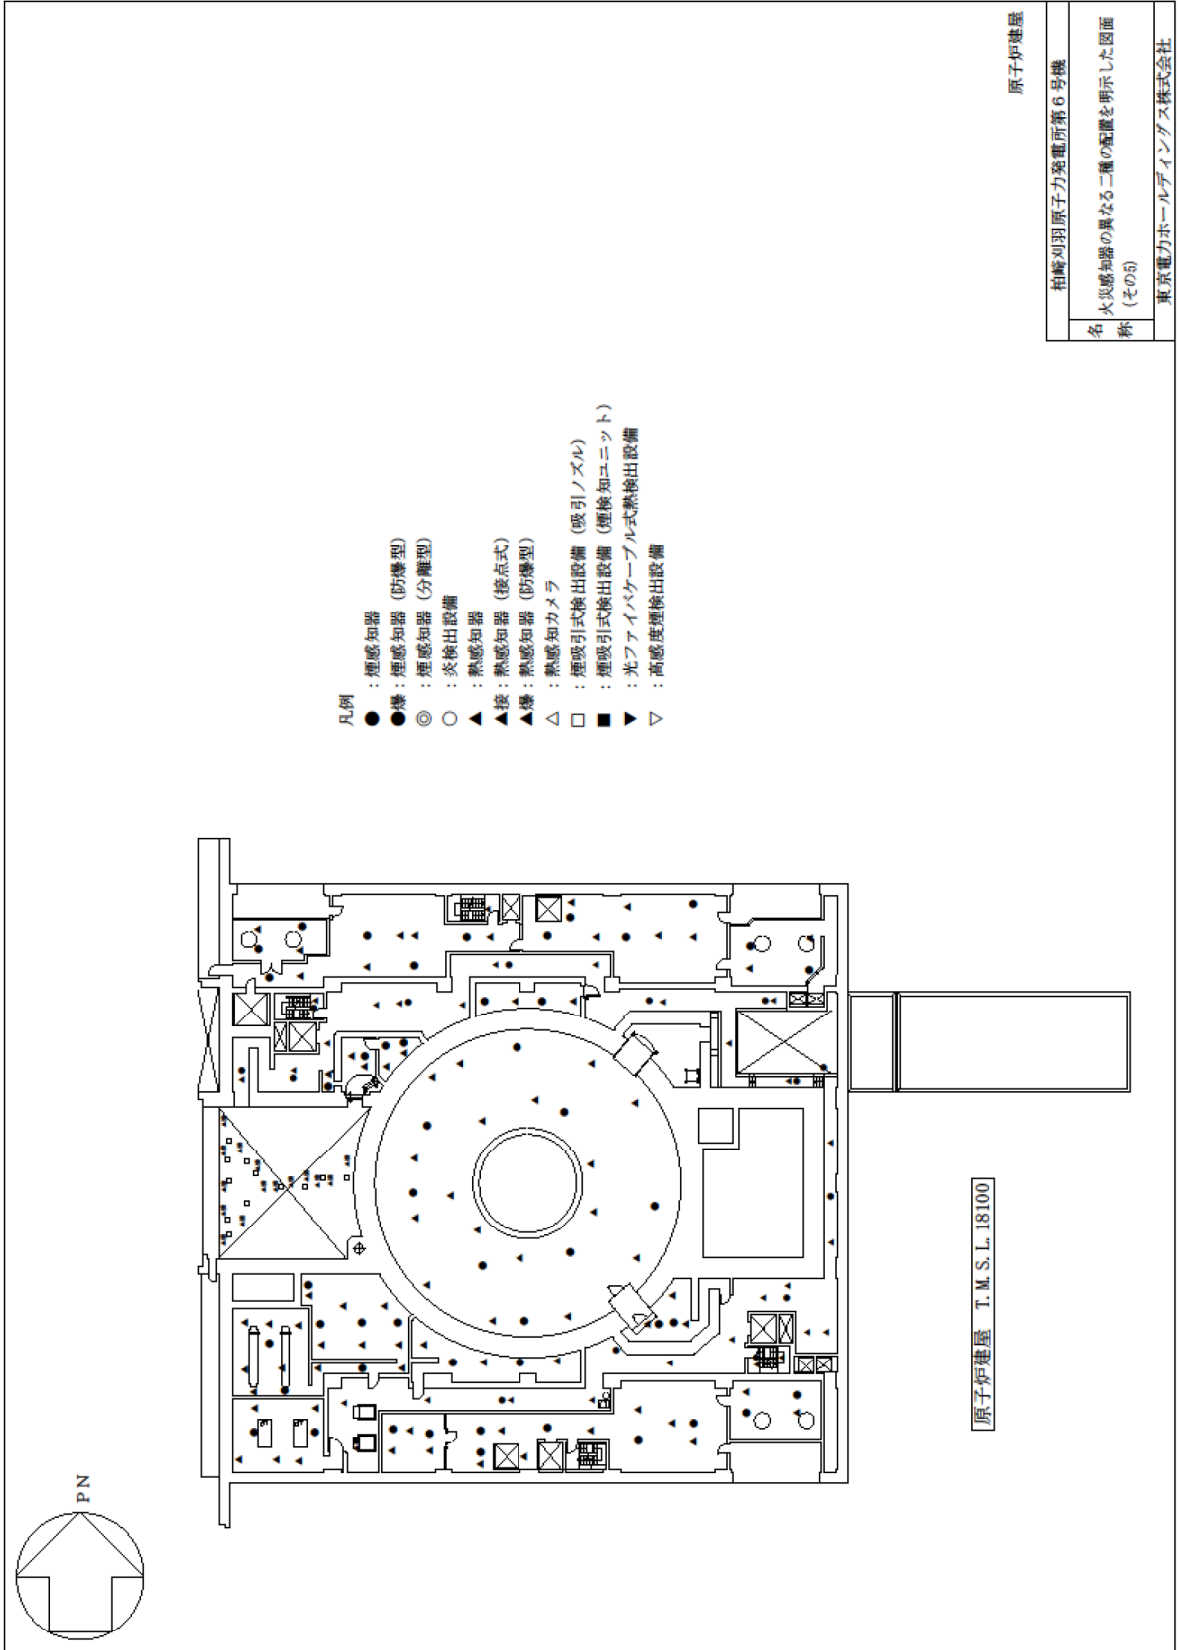 PN
凡例
● :煙感知器
●爆:煙感知器(防爆型)
◎ :煙感知器(分離型)
○ :炎検出設備
▲ :熱感知器
▲接:熱感知器(接点式)
▲爆:熱感知器(防爆型)
△ :熱感知カメラ
□ :煙吸引式検出設備(吸引ノズル)
■ :煙吸引式検出設備(煙検知ユニット)
▼ :光ファイバケーブル式熱検出設備
▽ :高感度煙検出設備
原子炉建屋 T.M.S.L.18100
原子炉建屋
柏崎刈羽原子力発電所第6号機
名称
火災感知器の異なる二種の配置を明示した図面
(その5)
東京電力ホールディングス株式会社